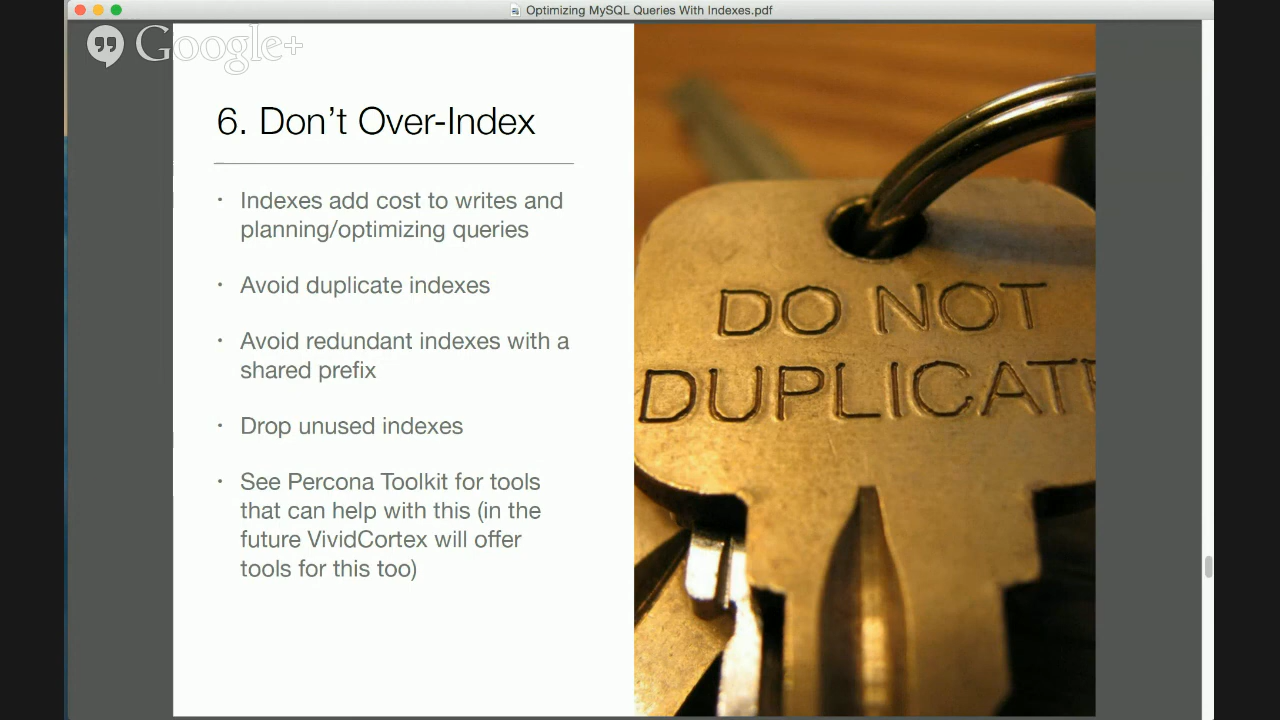 Optimizing MySQL Queries With Indexes.pdf
Google+
6. Don’t Over-Index
• Indexes add cost to writes and
planning/optimizing queries
• Avoid duplicate indexes
• Avoid redundant indexes with a
shared prefix
• Drop unused indexes
• See Percona Toolkit for tools
that can help with this (in the
future VividCortex will offer
tools for this too)
DO NOT
DUPLICATE